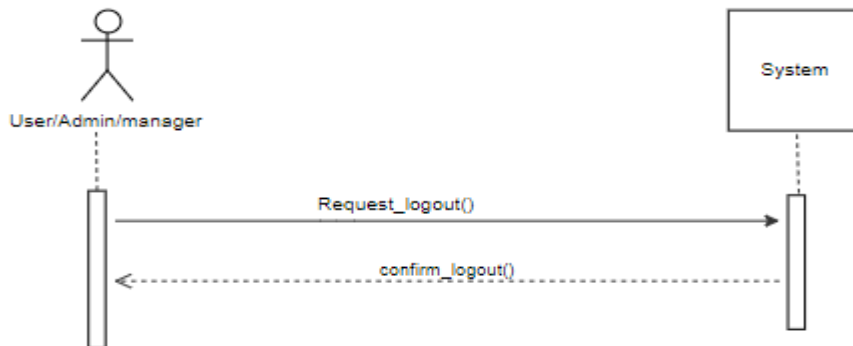 System
User/Admin/manager
Request_logout()
confirm_logout()